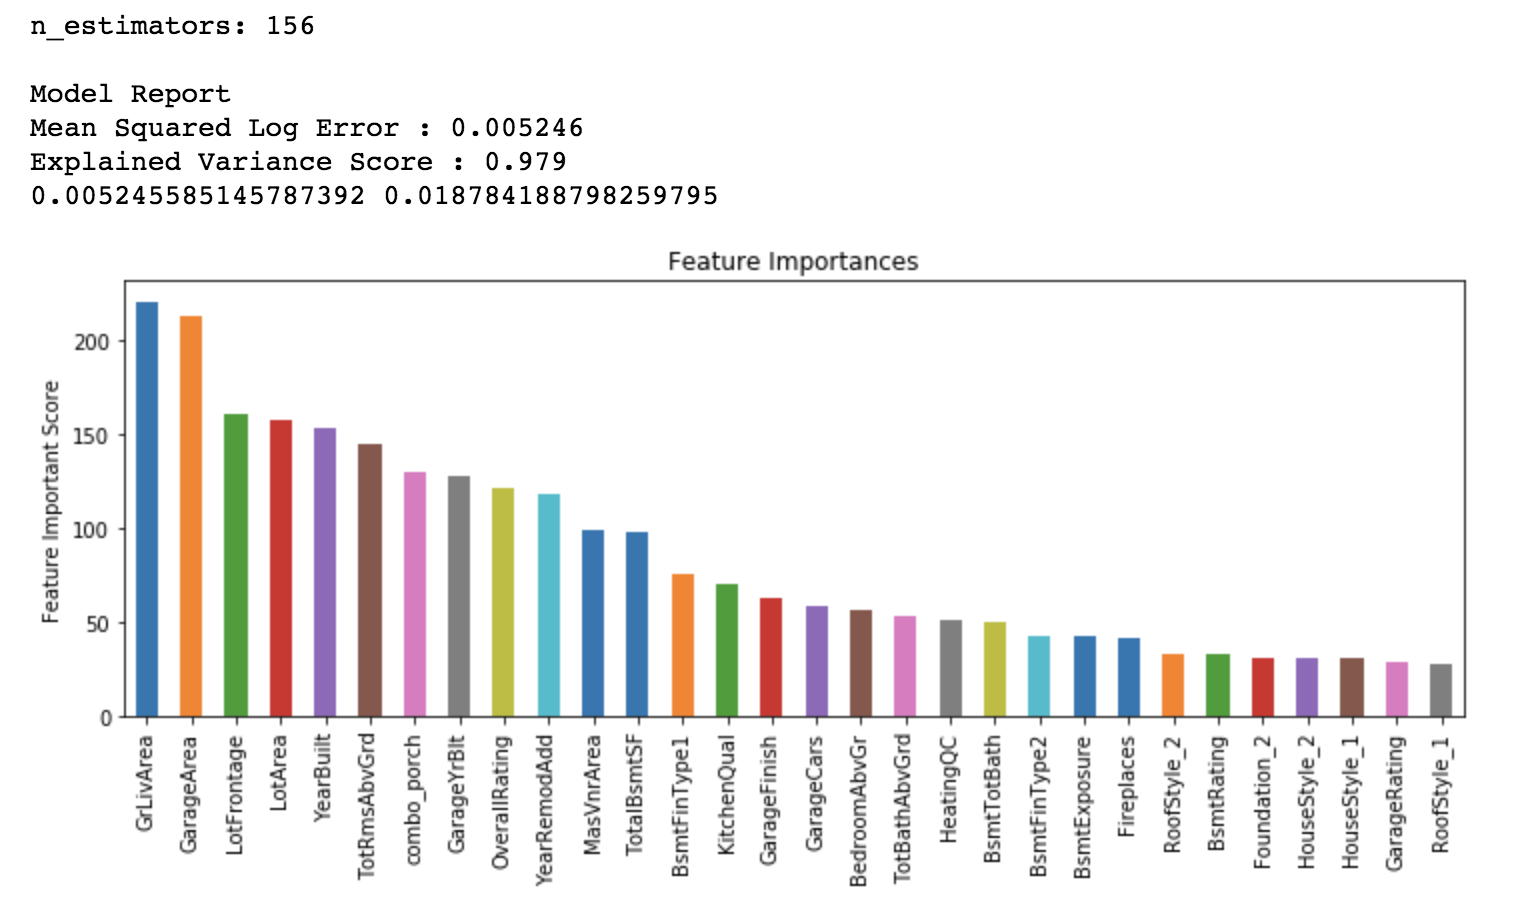 n_estimators: 156
Model Report
Mean Squared Log Error : 0.005246
Explained Variance Score : 0.979
0.005245585145787392 0.018784188798259795
Feature Importances
Feature Important Score
200
150
100
50
0
GrLivArea
GarageArea
LotFrontage
LotArea
YearBuilt
TotRmsAbvGrd
combo_porch
GarageYrBlt
OverallRating
YearRemodAdd
MasVnrArea
TotalBsmtSF
BsmtFinType1
KitchenQual
GarageFinish
GarageCars
BedroomAbvGr
TotBathAbvGrd
HeatingQC
BsmtTotBath
BsmtFinType2
BsmtExposure
Fireplaces
RoofStyle_2
BsmtRating
Foundation_2
HouseStyle_2
HouseStyle_1
GarageRating
RoofStyle_1